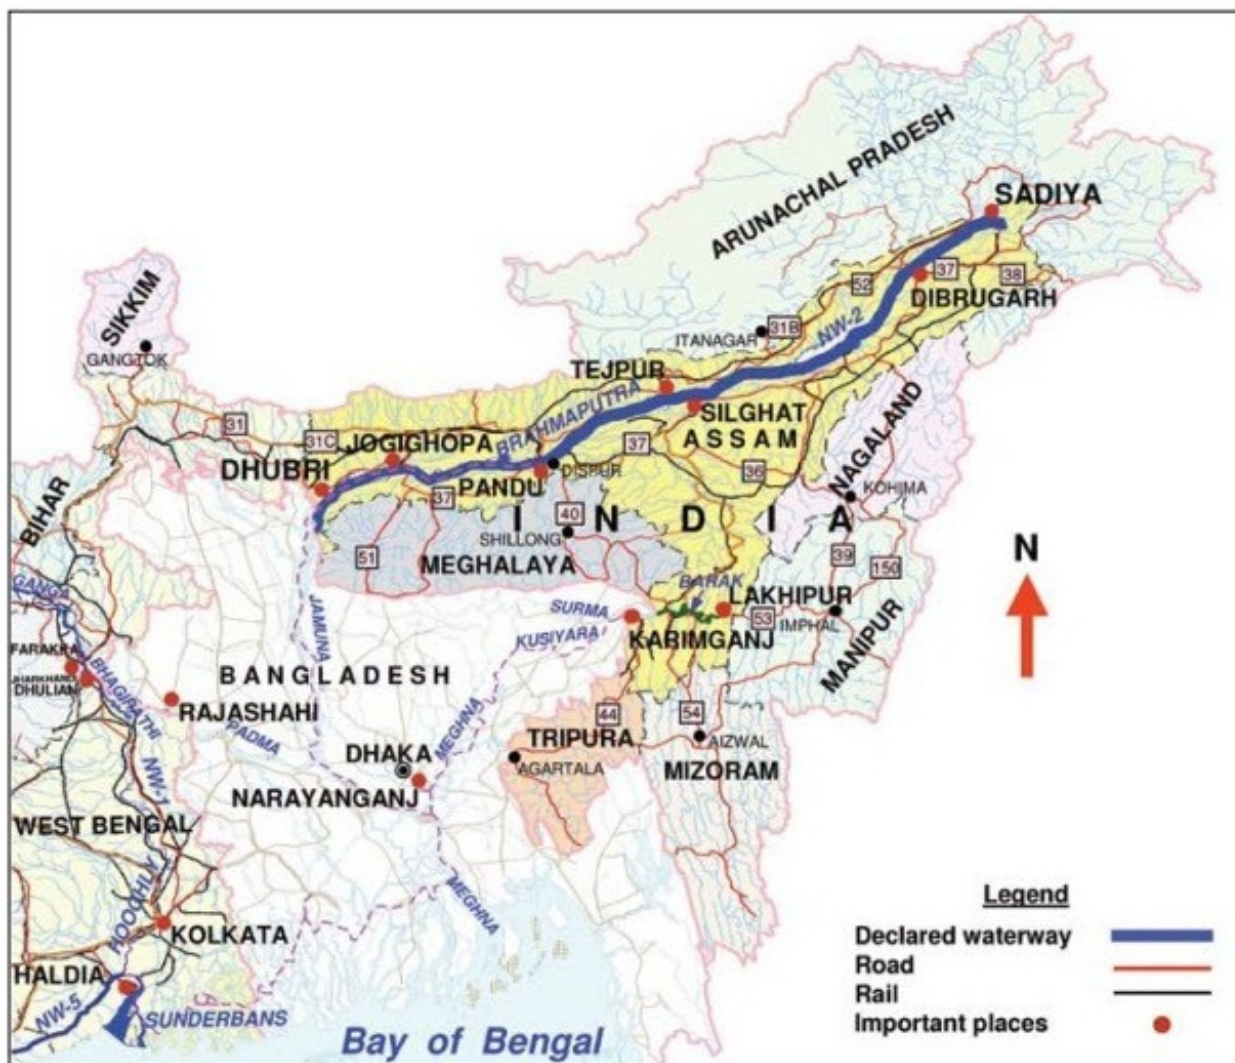 ARUNACHAL PRADESH
SADIYA
37
38
52
DIBRUGARH
SIKKIM
GANGTOK
ITANAGAR
31B
NW-2
TEJPUR
BRAHMAPUTRA
SILGHAT
ASSAM
NAGALAND
31
31C
JOGIGHOPA
DHUBRI
37
PANDU
DISPUR
37
36
KOHIMA
BIHAR
INDIA
40
SHILLONG
51
MEGHALAYA
39
150
N
GANGA
JAMUNA
BARAK
SURMA
LAKHIPUR
KUSIYARA
KARIMGANJ
53
IMPHAL
MANIPUR
FARAKKA
JHARKHAND
DHULIAN
BHAGIRATHI
BANGLADESH
RAJASHAHI
PADMA
MEGHNA
44
54
TRIPURA
AIZWAL
DHAKA
AGARTALA
MIZORAM
NARAYANGANJ
NW-1
WEST BENGAL
HOOGHLY
MEGHNA
KOLKATA
HALDIA
NW-5
SUNDERBANS
Bay of Bengal
Legend
Declared waterway
Road
Rail
Important places